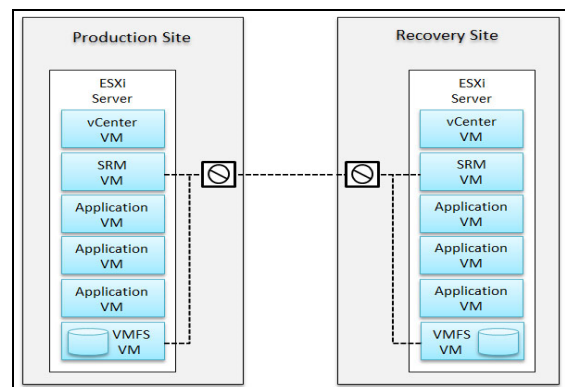 Production Site
ESXi
Server
vCenter
VM
SRM
VM
Application
VM
Application
VM
Application
VM
VMFS
VM
Recovery Site
ESXi
Server
vCenter
VM
SRM
VM
Application
VM
Application
VM
Application
VM
VMFS
VM